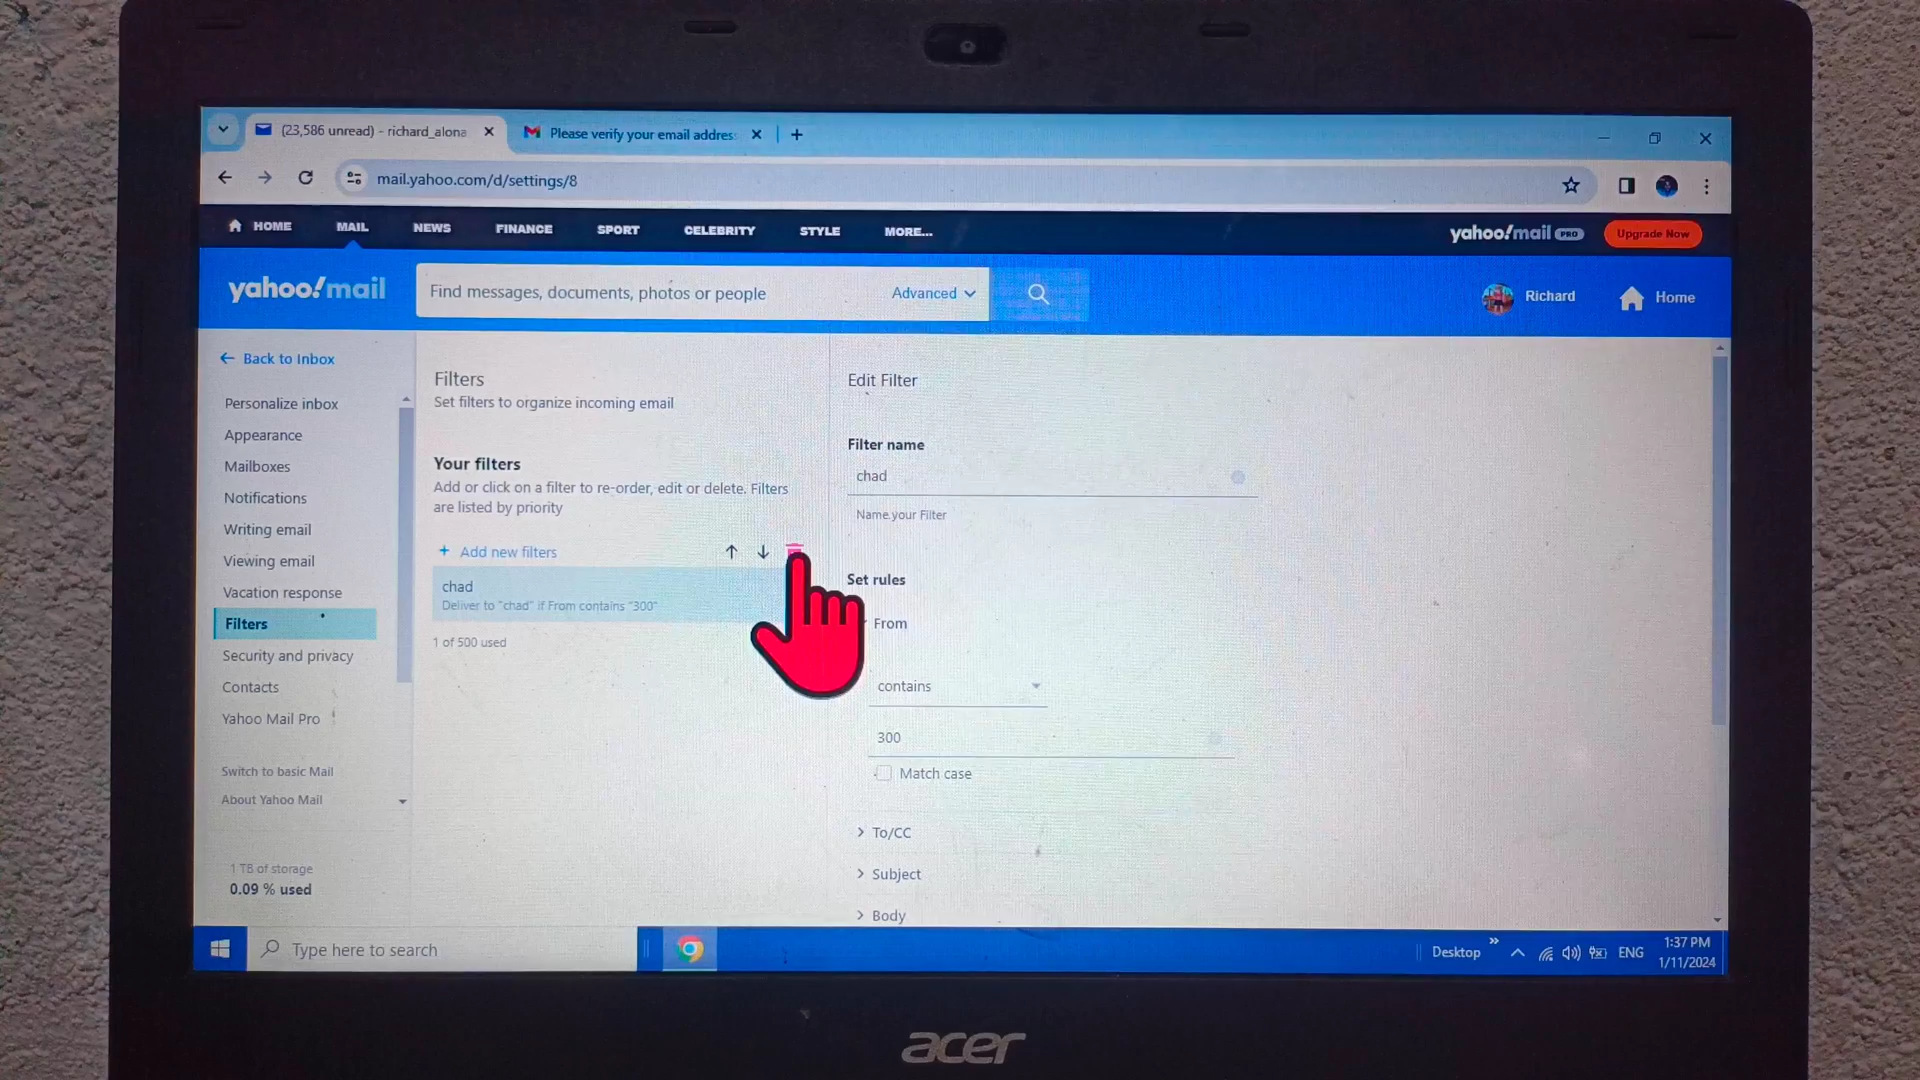 (23,586 unread) - richard_alona
Please verify your email addres
mail.yahoo.com/d/settings/8
HOME
MAIL
NEWS
FINANCE
SPORT
CELEBRITY
STYLE
MORE...
yahoo!mail PRO
Upgrade Now
yahoo!mail
Find messages, documents, photos or people
Advanced
Richard
Home
Back to Inbox
Personalize inbox
Appearance
Mailboxes
Notifications
Writing email
Viewing email
Vacation response
Filters
Security and privacy
Contacts
Yahoo Mail Pro
Switch to basic Mail
About Yahoo Mail
1 TB of storage
0.09 % used
Filters
Set filters to organize incoming email
Your filters
Add or click on a filter to re-order, edit or delete. Filters
are listed by priority
+ Add new filters
chad
Deliver to "chad" if From contains "300"
1 of 500 used
Edit Filter
Filter name
chad
Name your Filter
Set rules
From
contains
300
Match case
To/CC
Subject
Body
Type here to search
Desktop
ENG
1:37 PM
1/11/2024
acer